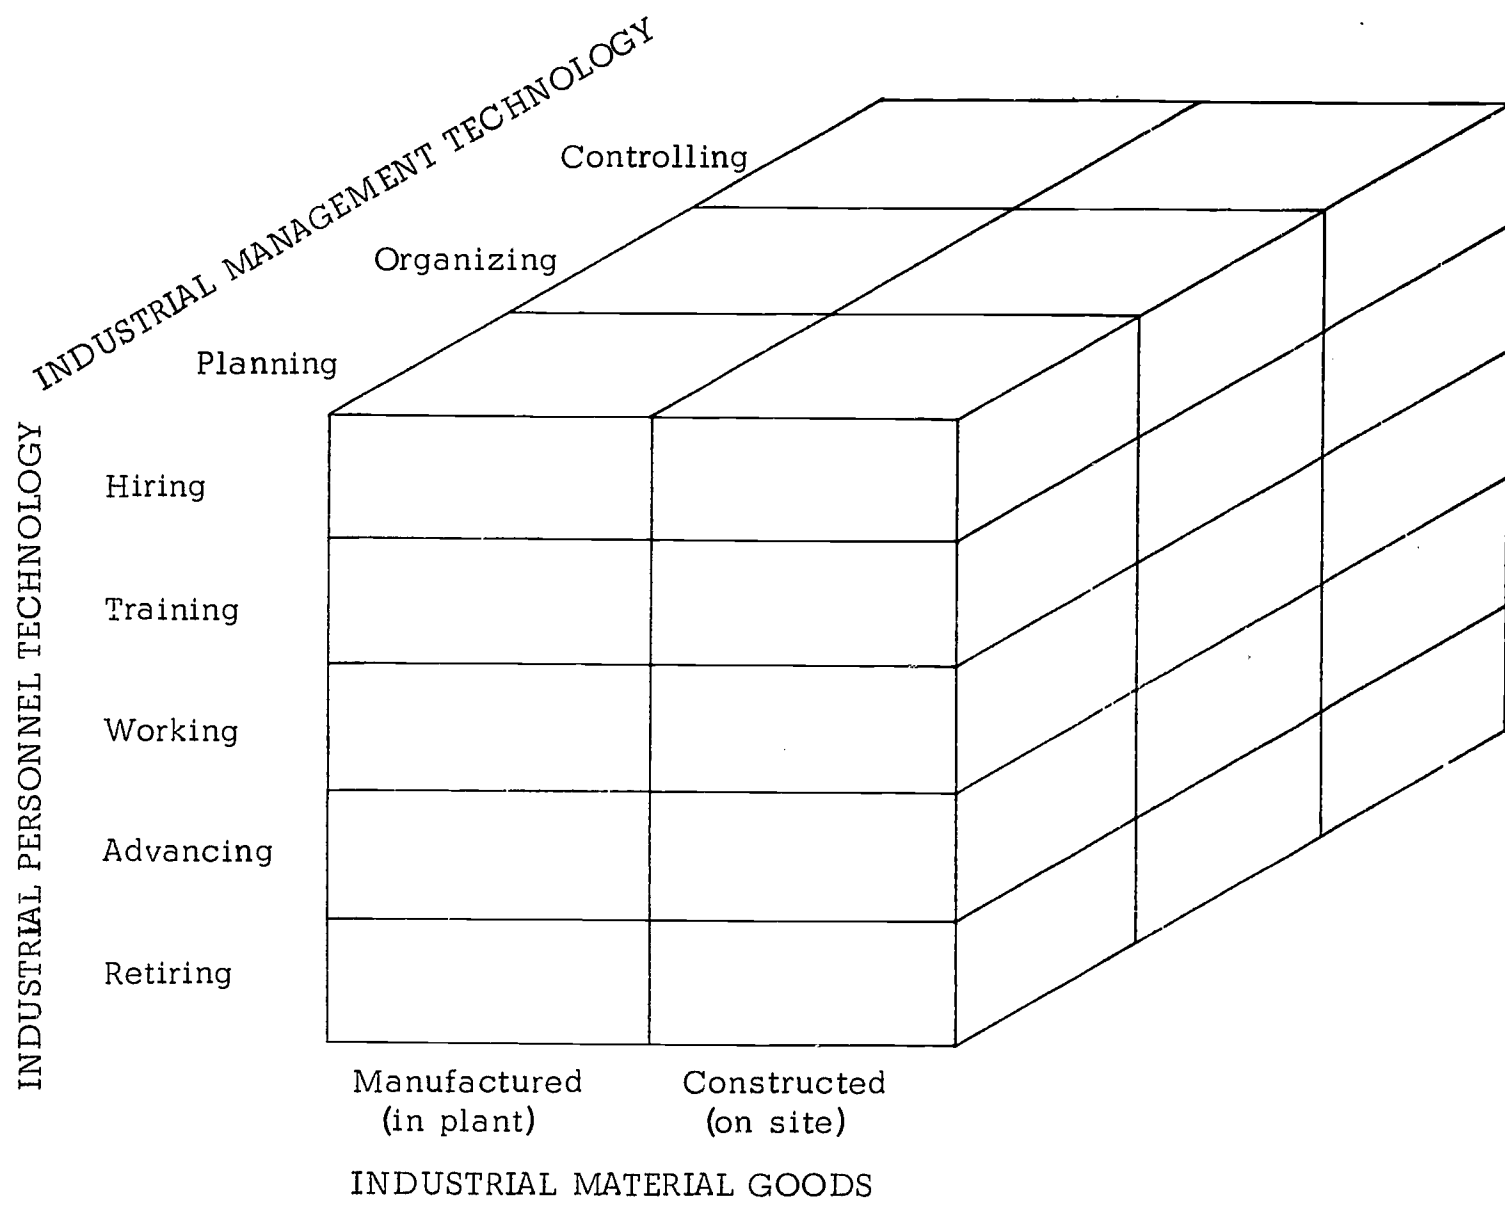 INDUSTRIAL MANAGEMENT TECHNOLOGY
Controlling
Organizing
Planning
INDUSTRIAL PERSONNEL TECHNOLOGY
Hiring
Training
Working
Advancing
Retiring
Manufactured
(in plant)
Constructed
(on site)
INDUSTRIAL MATERIAL GOODS